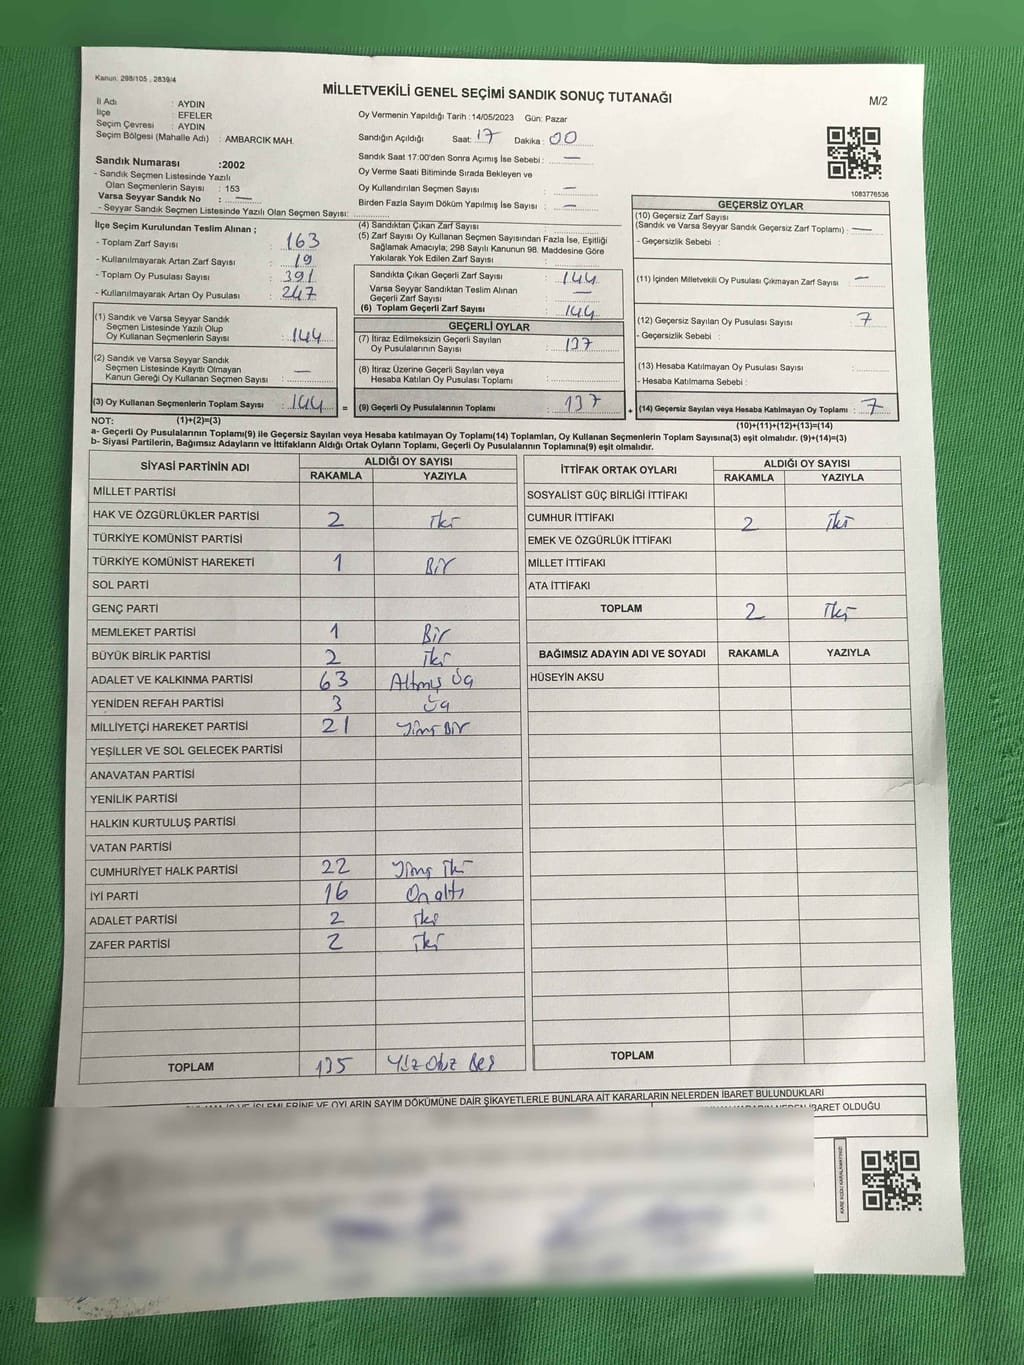 Kanun: 298/105 , 2839/4
MİLLETVEKİLİ GENEL SEÇİMİ SANDIK SONUÇ TUTANAĞI
M/2
İl Adı : AYDIN
İlçe : EFELER
Seçim Çevresi : AYDIN
Seçim Bölgesi (Mahalle Adı) : AMBARCIK MAH.
Sandık Numarası :2002
- Sandık Seçmen Listesinde Yazılı
Olan Seçmenlerin Sayısı : 153
Varsa Seyyar Sandık No : —
- Seyyar Sandık Seçmen Listesinde Yazılı Olan Seçmen Sayısı:
Oy Vermenin Yapıldığı Tarih :14/05/2023 Gün: Pazar
Sandığın Açıldığı Saat: 17 Dakika: 00
Sandık Saat 17:00'den Sonra Açımış İse Sebebi : —
Oy Verme Saati Bitiminde Sırada Bekleyen ve
Oy Kullandırılan Seçmen Sayısı : —
Birden Fazla Sayım Döküm Yapılmış İse Sayısı : —
1083776536
İlçe Seçim Kurulundan Teslim Alınan ;
- Toplam Zarf Sayısı : 163
- Kullanılmayarak Artan Zarf Sayısı : 19
- Toplam Oy Pusulası Sayısı : 391
- Kullanılmayarak Artan Oy Pusulası : 247
(1) Sandık ve Varsa Seyyar Sandık
Seçmen Listesinde Yazılı Olup
Oy Kullanan Seçmenlerin Sayısı : 144
(2) Sandık ve Varsa Seyyar Sandık
Seçmen Listesinde Kayıtlı Olmayan
Kanun Gereği Oy Kullanan Seçmen Sayısı : —
(3) Oy Kullanan Seçmenlerin Toplam Sayısı : 144 =
(1)+(2)=(3)
(4) Sandıktan Çıkan Zarf Sayısı :
(5) Zarf Sayısı Oy Kullanan Seçmen Sayısından Fazla İse, Eşitliği
Sağlamak Amacıyla; 298 Sayılı Kanunun 98. Maddesine Göre
Yakılarak Yok Edilen Zarf Sayısı :
Sandıkta Çıkan Geçerli Zarf Sayısı : 144
Varsa Seyyar Sandıktan Teslim Alınan
Geçerli Zarf Sayısı : —
(6) Toplam Geçerli Zarf Sayısı : 144
GEÇERLİ OYLAR
(7) İtiraz Edilmeksizin Geçerli Sayılan
Oy Pusulalarının Sayısı : 137
(8) İtiraz Üzerine Geçerli Sayılan veya
Hesaba Katılan Oy Pusulası Toplamı :
(9) Geçerli Oy Pusulalarının Toplamı : 137 +
GEÇERSİZ OYLAR
(10) Geçersiz Zarf Sayısı
(Sandık ve Varsa Seyyar Sandık Geçersiz Zarf Toplamı) : —
- Geçersizlik Sebebi :
(11) İçinden Milletvekili Oy Pusulası Çıkmayan Zarf Sayısı : —
(12) Geçersiz Sayılan Oy Pusulası Sayısı : 7
- Geçersizlik Sebebi :
(13) Hesaba Katılmayan Oy Pusulası Sayısı :
- Hesaba Katılmama Sebebi :
(14) Geçersiz Sayılan veya Hesaba Katılmayan Oy Toplamı : 7
(10)+(11)+(12)+(13)=(14)
NOT:
a- Geçerli Oy Pusulalarının Toplamı(9) ile Geçersiz Sayılan veya Hesaba katılmayan Oy Toplamı(14) Toplamları, Oy Kullanan Seçmenlerin Toplam Sayısına(3) eşit olmalıdır. (9)+(14)=(3)
b- Siyasi Partilerin, Bağımsız Adayların ve İttifakların Aldığı Ortak Oyların Toplamı, Geçerli Oy Pusulalarının Toplamına(9) eşit olmalıdır.
SİYASİ PARTİNİN ADI ALDIĞI OY SAYISI
RAKAMLA YAZIYLA
MİLLET PARTİSİ
HAK VE ÖZGÜRLÜKLER PARTİSİ 2 iki
TÜRKİYE KOMÜNİST PARTİSİ
TÜRKİYE KOMÜNİST HAREKETİ 1 Bir
SOL PARTİ
GENÇ PARTİ
MEMLEKET PARTİSİ 1 Bir
BÜYÜK BİRLİK PARTİSİ 2 iki
ADALET VE KALKINMA PARTİSİ 63 Altmış Üç
YENİDEN REFAH PARTİSİ 3 Üç
MİLLİYETÇİ HAREKET PARTİSİ 21 Yirmi Bir
YEŞİLLER VE SOL GELECEK PARTİSİ
ANAVATAN PARTİSİ
YENİLİK PARTİSİ
HALKIN KURTULUŞ PARTİSİ
VATAN PARTİSİ
CUMHURİYET HALK PARTİSİ 22 Yirmi iki
İYİ PARTİ 16 On altı
ADALET PARTİSİ 2 iki
ZAFER PARTİSİ 2 iki
TOPLAM 135 Yüz Otuz Beş
İTTİFAK ORTAK OYLARI ALDIĞI OY SAYISI
RAKAMLA YAZIYLA
SOSYALİST GÜÇ BİRLİĞİ İTTİFAKI
CUMHUR İTTİFAKI 2 iki
EMEK VE ÖZGÜRLÜK İTTİFAKI
MİLLET İTTİFAKI
ATA İTTİFAKI
TOPLAM 2 iki
BAĞIMSIZ ADAYIN ADI VE SOYADI RAKAMLA YAZIYLA
HÜSEYİN AKSU
TOPLAM
İŞLEMLERİNE VE OYLARIN SAYIM DÖKÜMÜNE DAİR ŞİKAYETLERLE BUNLARA AİT KARARLARIN NELERDEN İBARET BULUNDUKLARI
İBARET OLDUĞU